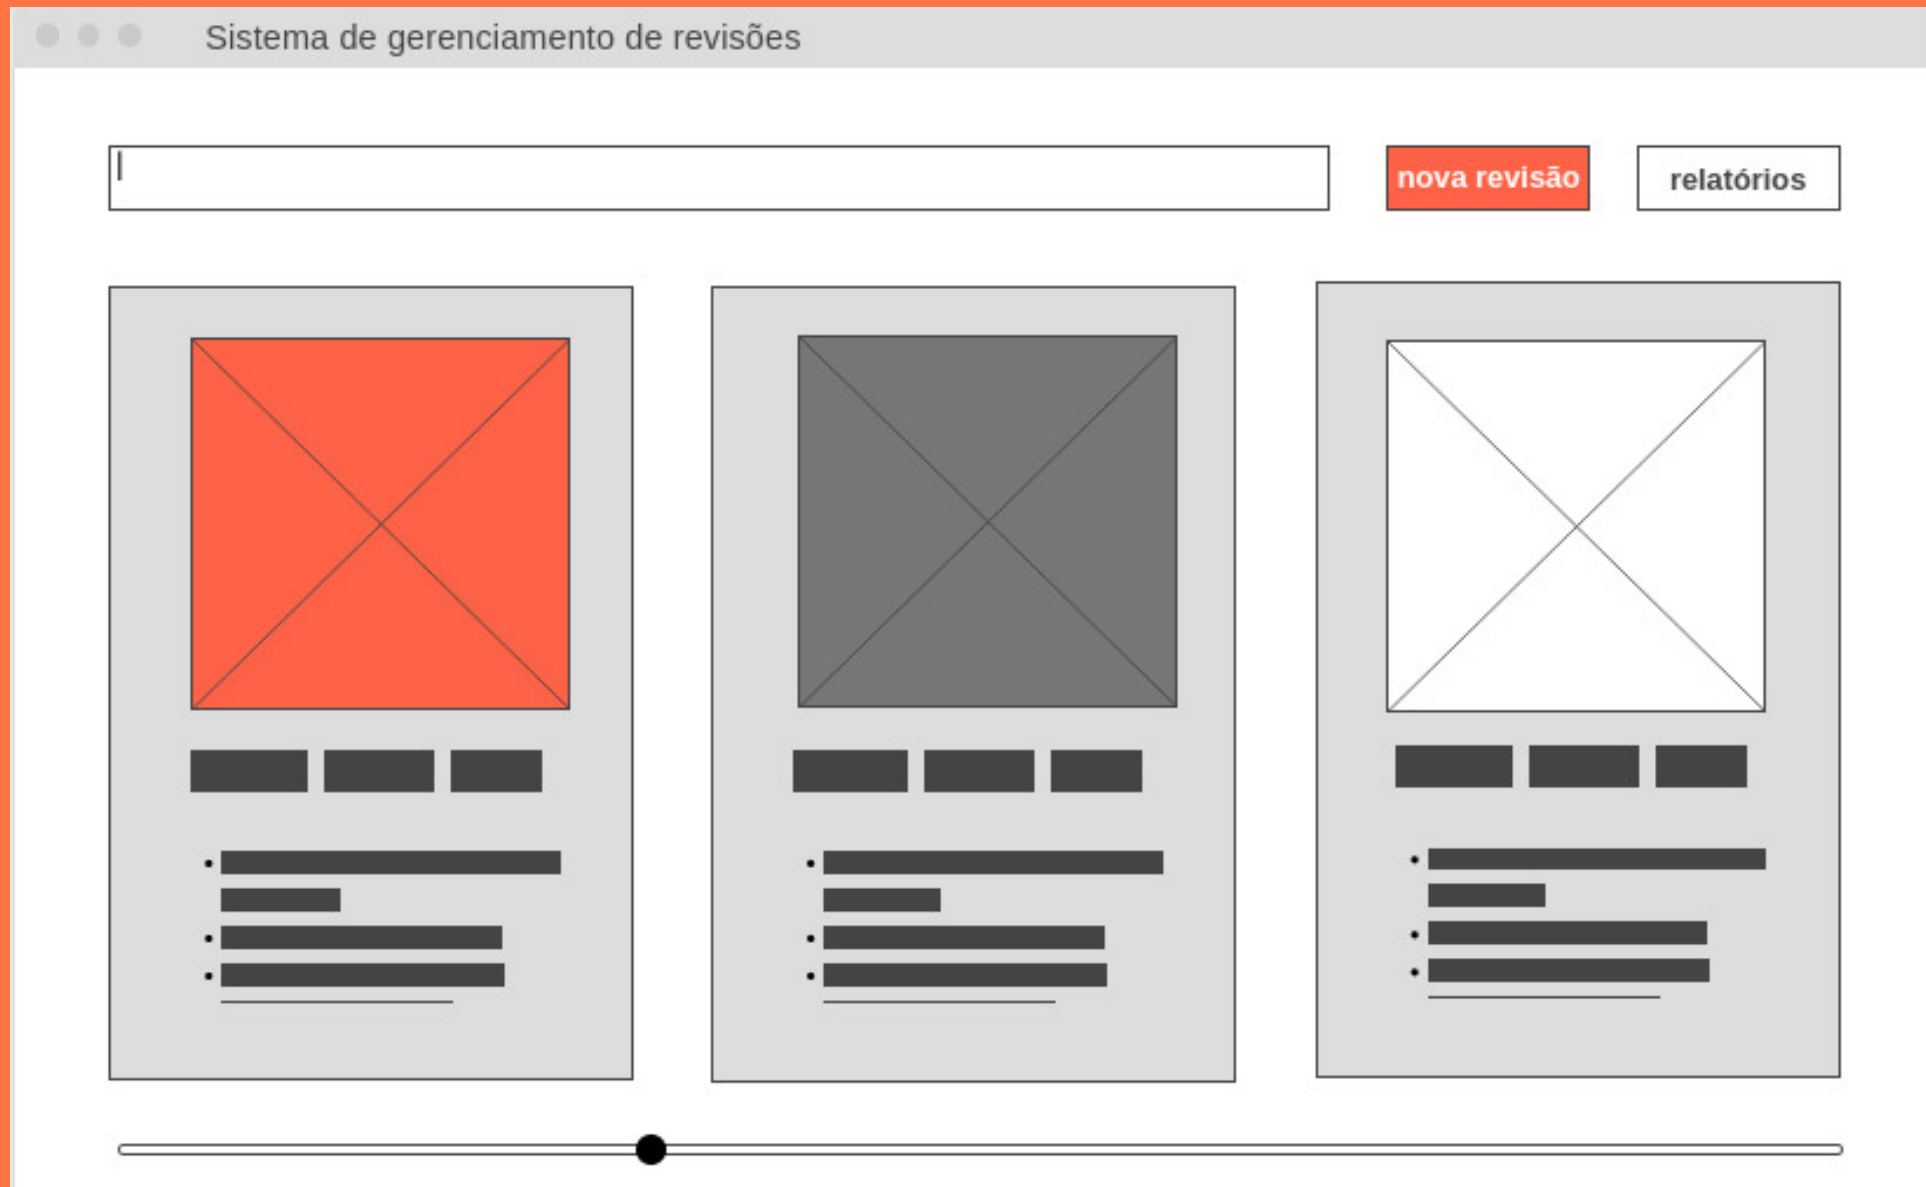 Sistema de gerenciamento de revisões
nova revisão
relatórios